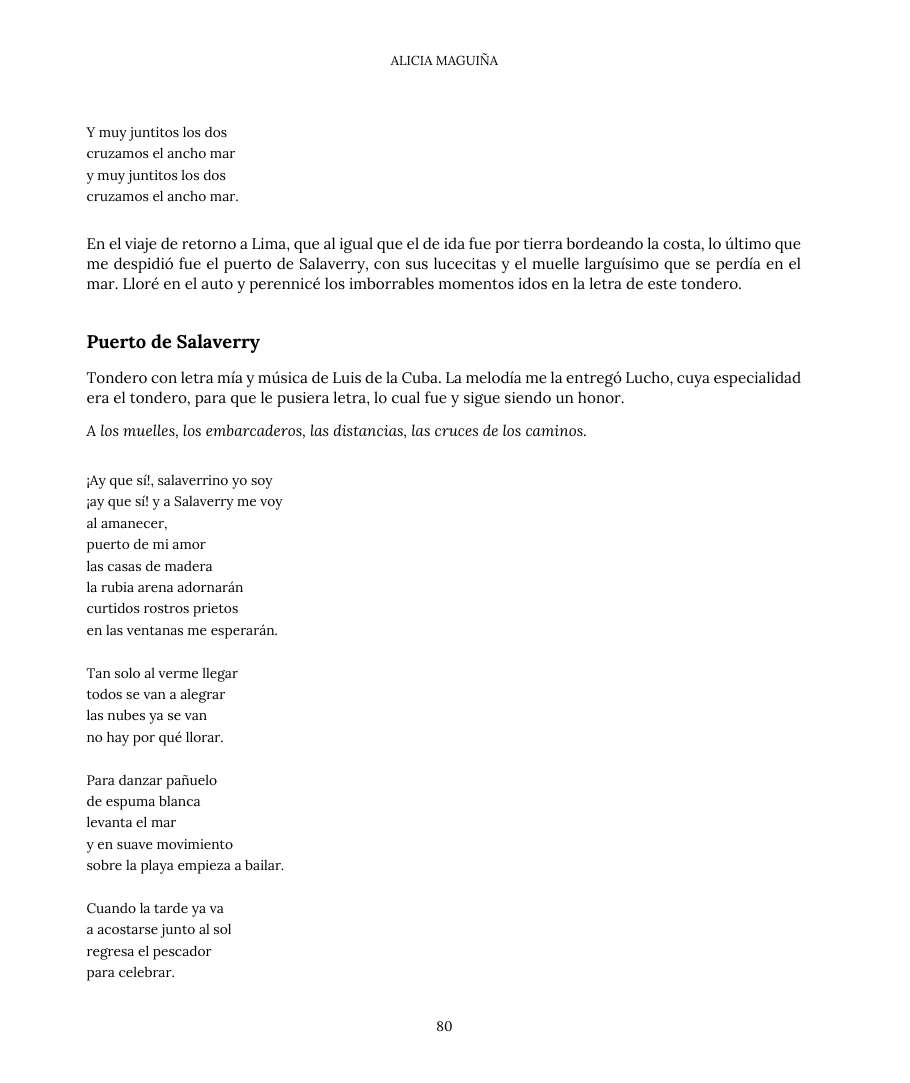 ALICIA MAGUIÑA
Y muy juntitos los dos
cruzamos el ancho mar
y muy juntitos los dos
cruzamos el ancho mar.
En el viaje de retorno a Lima, que al igual que el de ida fue por tierra bordeando la costa, lo último que
me despidió fue el puerto de Salaverry, con sus lucecitas y el muelle larguísimo que se perdía en el
mar. Lloré en el auto y perennicé los imborrables momentos idos en la letra de este tondero.
Puerto de Salaverry
Tondero con letra mía y música de Luis de la Cuba. La melodía me la entregó Lucho, cuya especialidad
era el tondero, para que le pusiera letra, lo cual fue y sigue siendo un honor.
A los muelles, los embarcaderos, las distancias, las cruces de los caminos.
¡Ay que sí!, salaverrino yo soy
¡ay que sí! y a Salaverry me voy
al amanecer,
puerto de mi amor
las casas de madera
la rubia arena adornarán
curtidos rostros prietos
en las ventanas me esperarán.
Tan solo al verme llegar
todos se van a alegrar
las nubes ya se van
no hay por qué llorar.
Para danzar pañuelo
de espuma blanca
levanta el mar
y en suave movimiento
sobre la playa empieza a bailar.
Cuando la tarde ya va
a acostarse junto al sol
regresa el pescador
para celebrar.
80